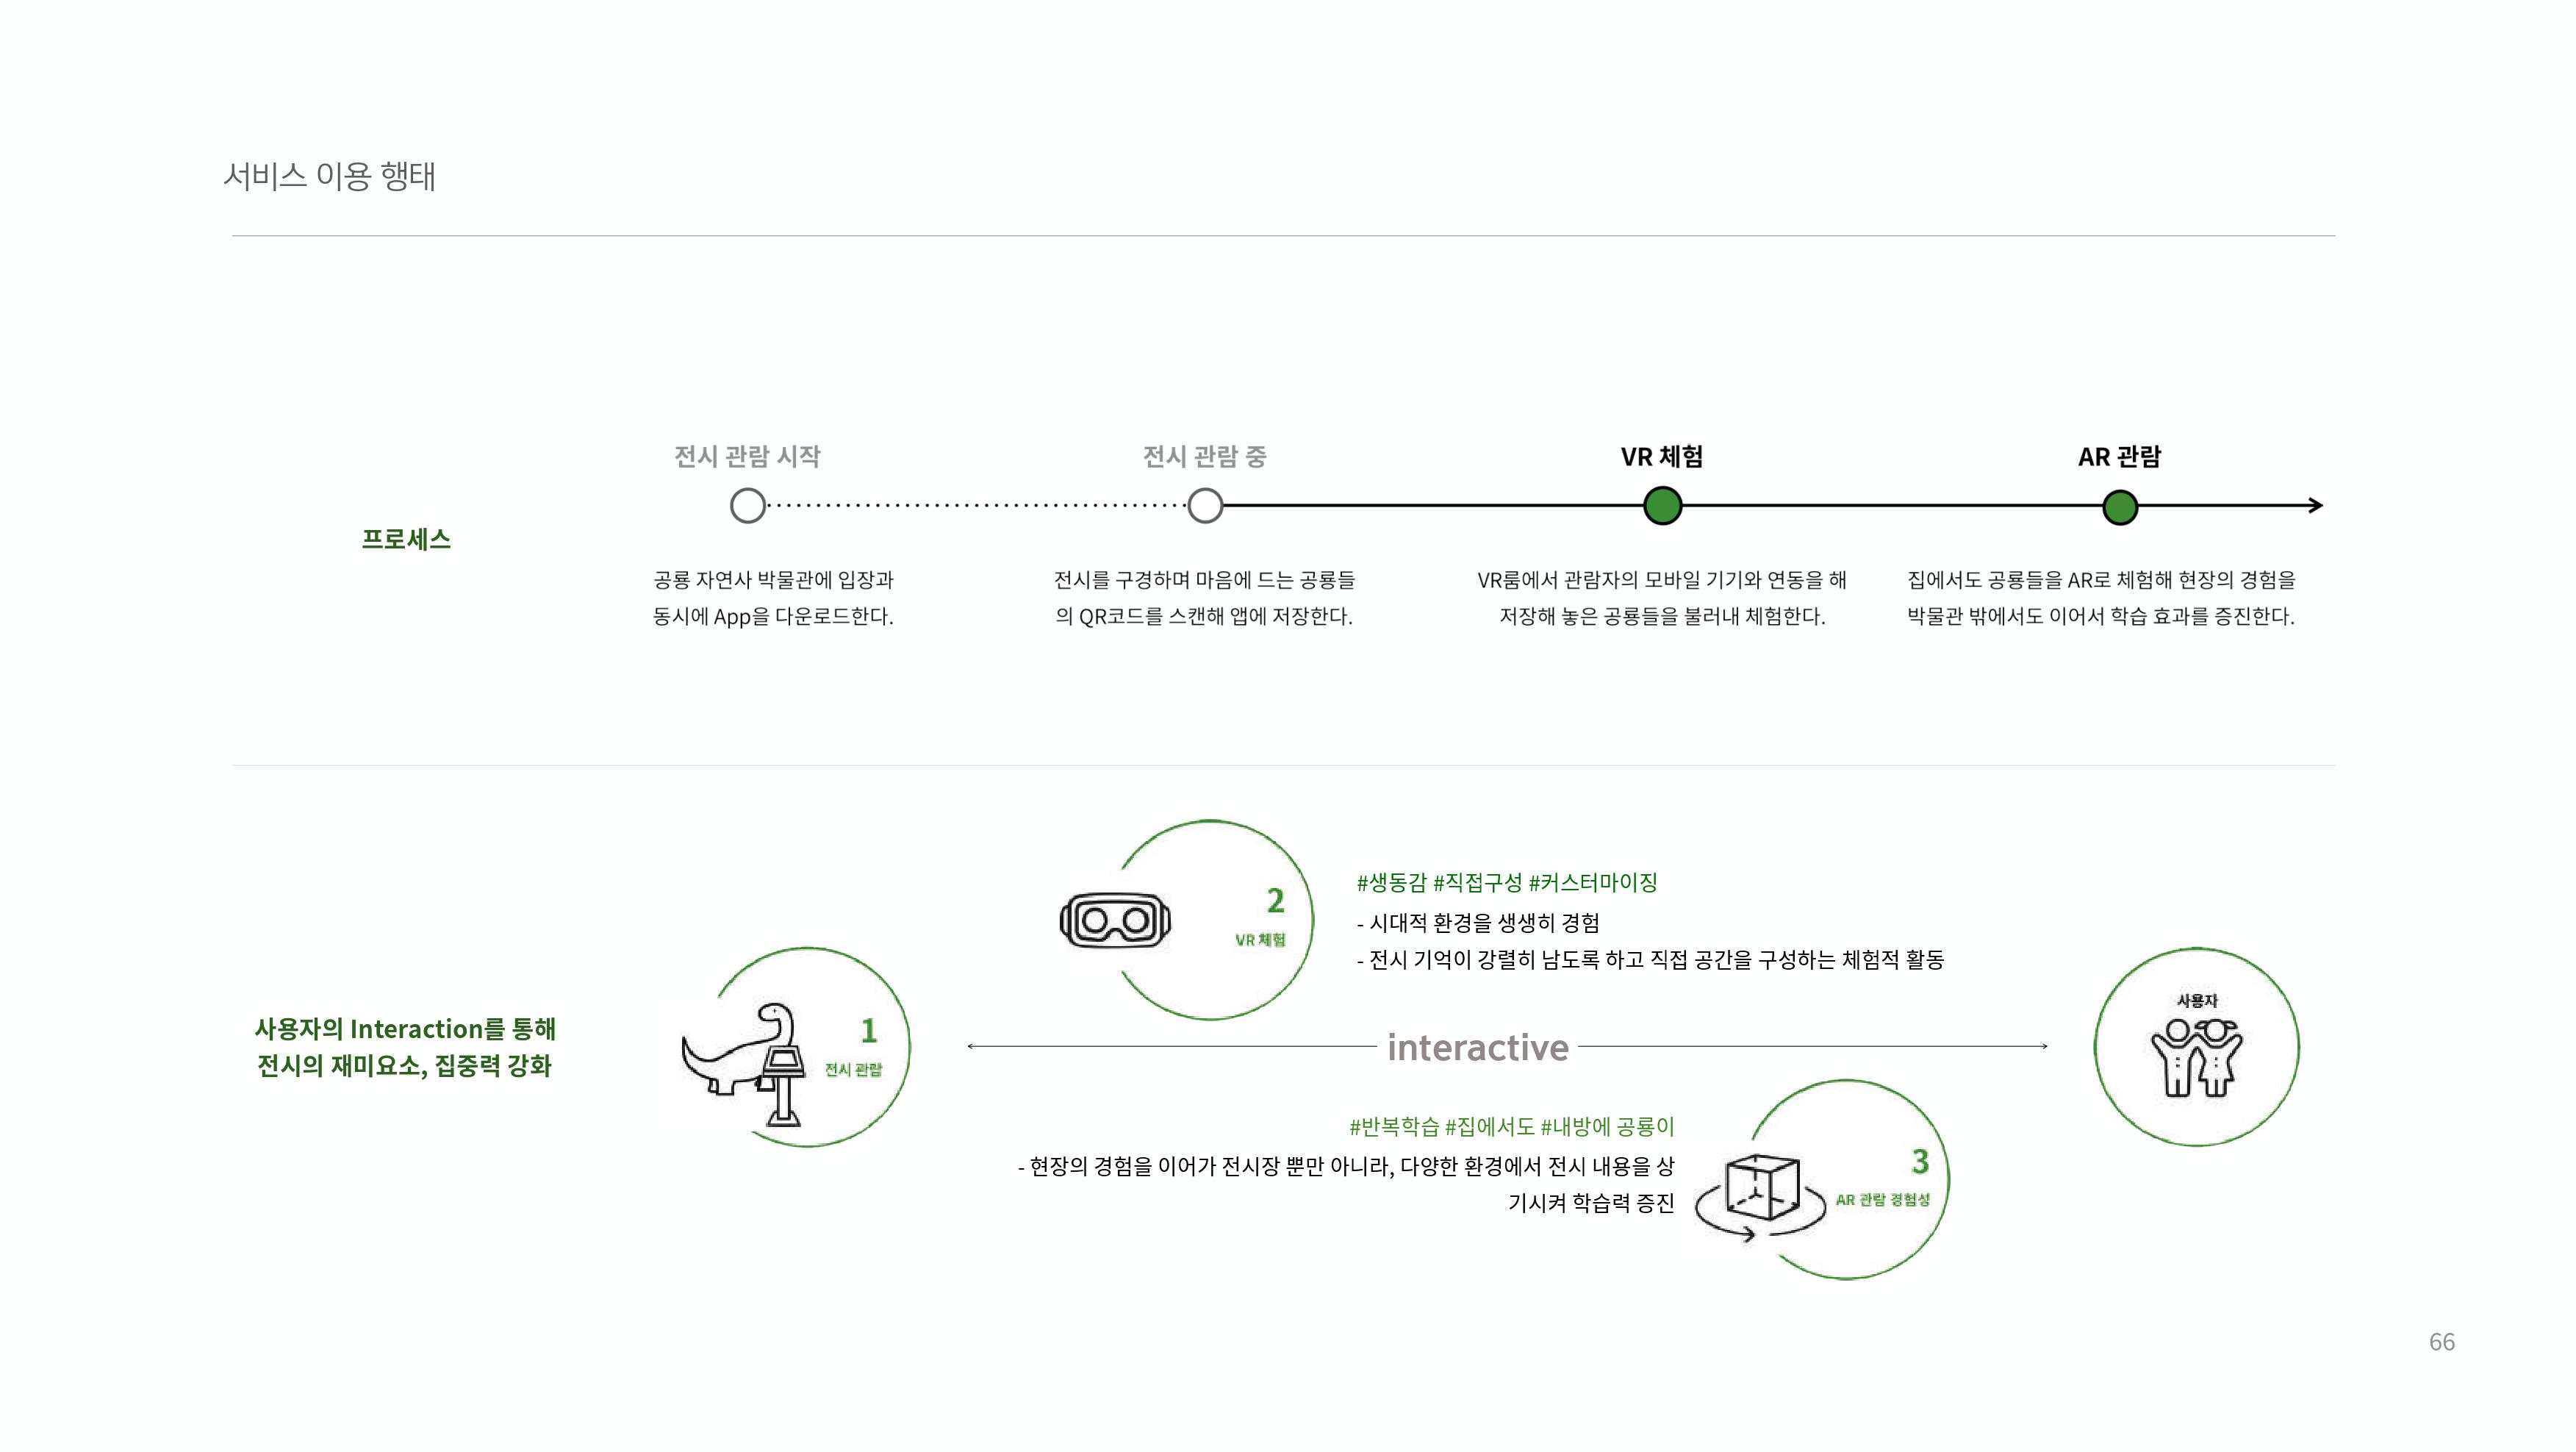 서비스 이용 행태
전시 관람 시작
전시 관람 중
VR 체험
AR 관람
프로세스
공룡 자연사 박물관에 입장과
동시에 App을 다운로드한다.
전시를 구경하며 마음에 드는 공룡들
의 QR코드를 스캔해 앱에 저장한다.
VR룸에서 관람자의 모바일 기기와 연동을 해
저장해 놓은 공룡들을 불러내 체험한다.
집에서도 공룡들을 AR로 체험해 현장의 경험을
박물관 밖에서도 이어서 학습 효과를 증진한다.
사용자의 Interaction를 통해
전시의 재미요소, 집중력 강화
1
전시 관람
2
VR 체험
#생동감 #직접구성 #커스터마이징
- 시대적 환경을 생생히 경험
- 전시 기억이 강렬히 남도록 하고 직접 공간을 구성하는 체험적 활동
interactive
#반복학습 #집에서도 #내방에 공룡이
- 현장의 경험을 이어가 전시장 뿐만 아니라, 다양한 환경에서 전시 내용을 상
기시켜 학습력 증진
3
AR 관람 경험성
사용자
66